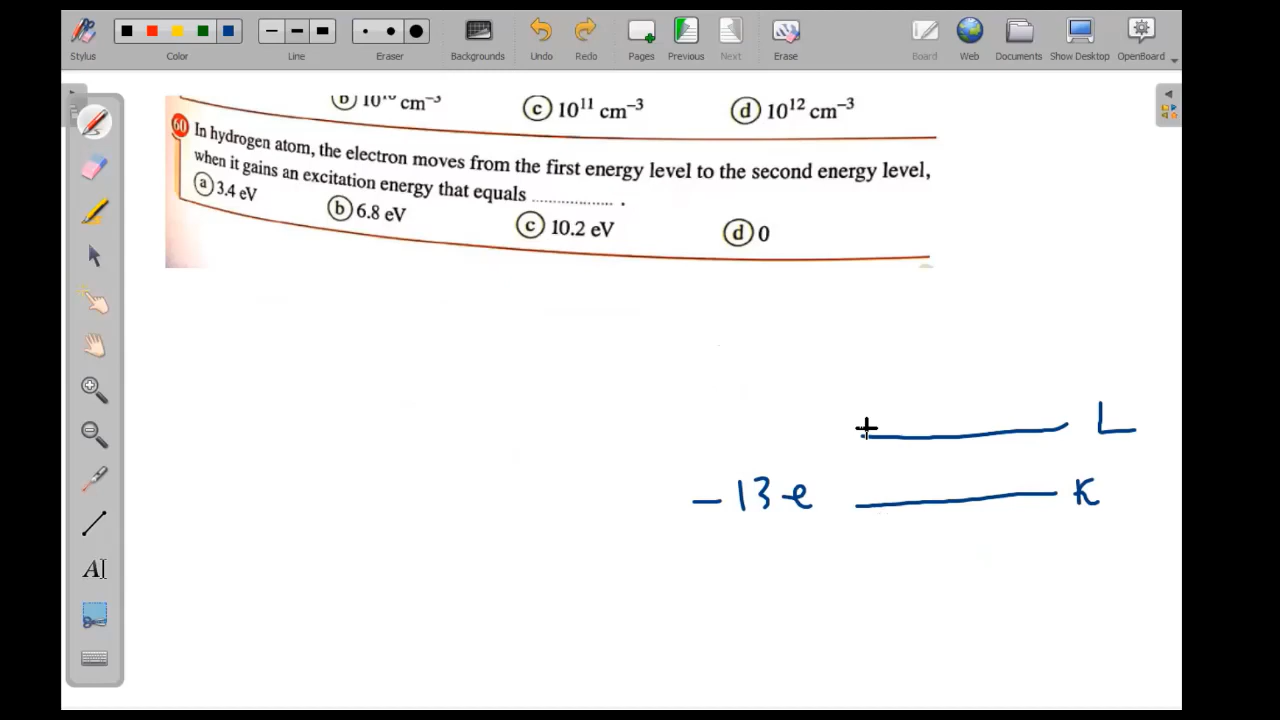 Stylus
Color
Line
Eraser
Backgrounds
Undo
Redo
Pages
Previous
Next
Erase
Board
Web
Documents
Show Desktop
OpenBoard
cm⁻³ c 10¹¹ cm⁻³ d 10¹² cm⁻³
60 In hydrogen atom, the electron moves from the first energy level to the second energy level,
when it gains an excitation energy that equals .................... .
a 3.4 eV b 6.8 eV c 10.2 eV d 0
L
– 13 e K
AI